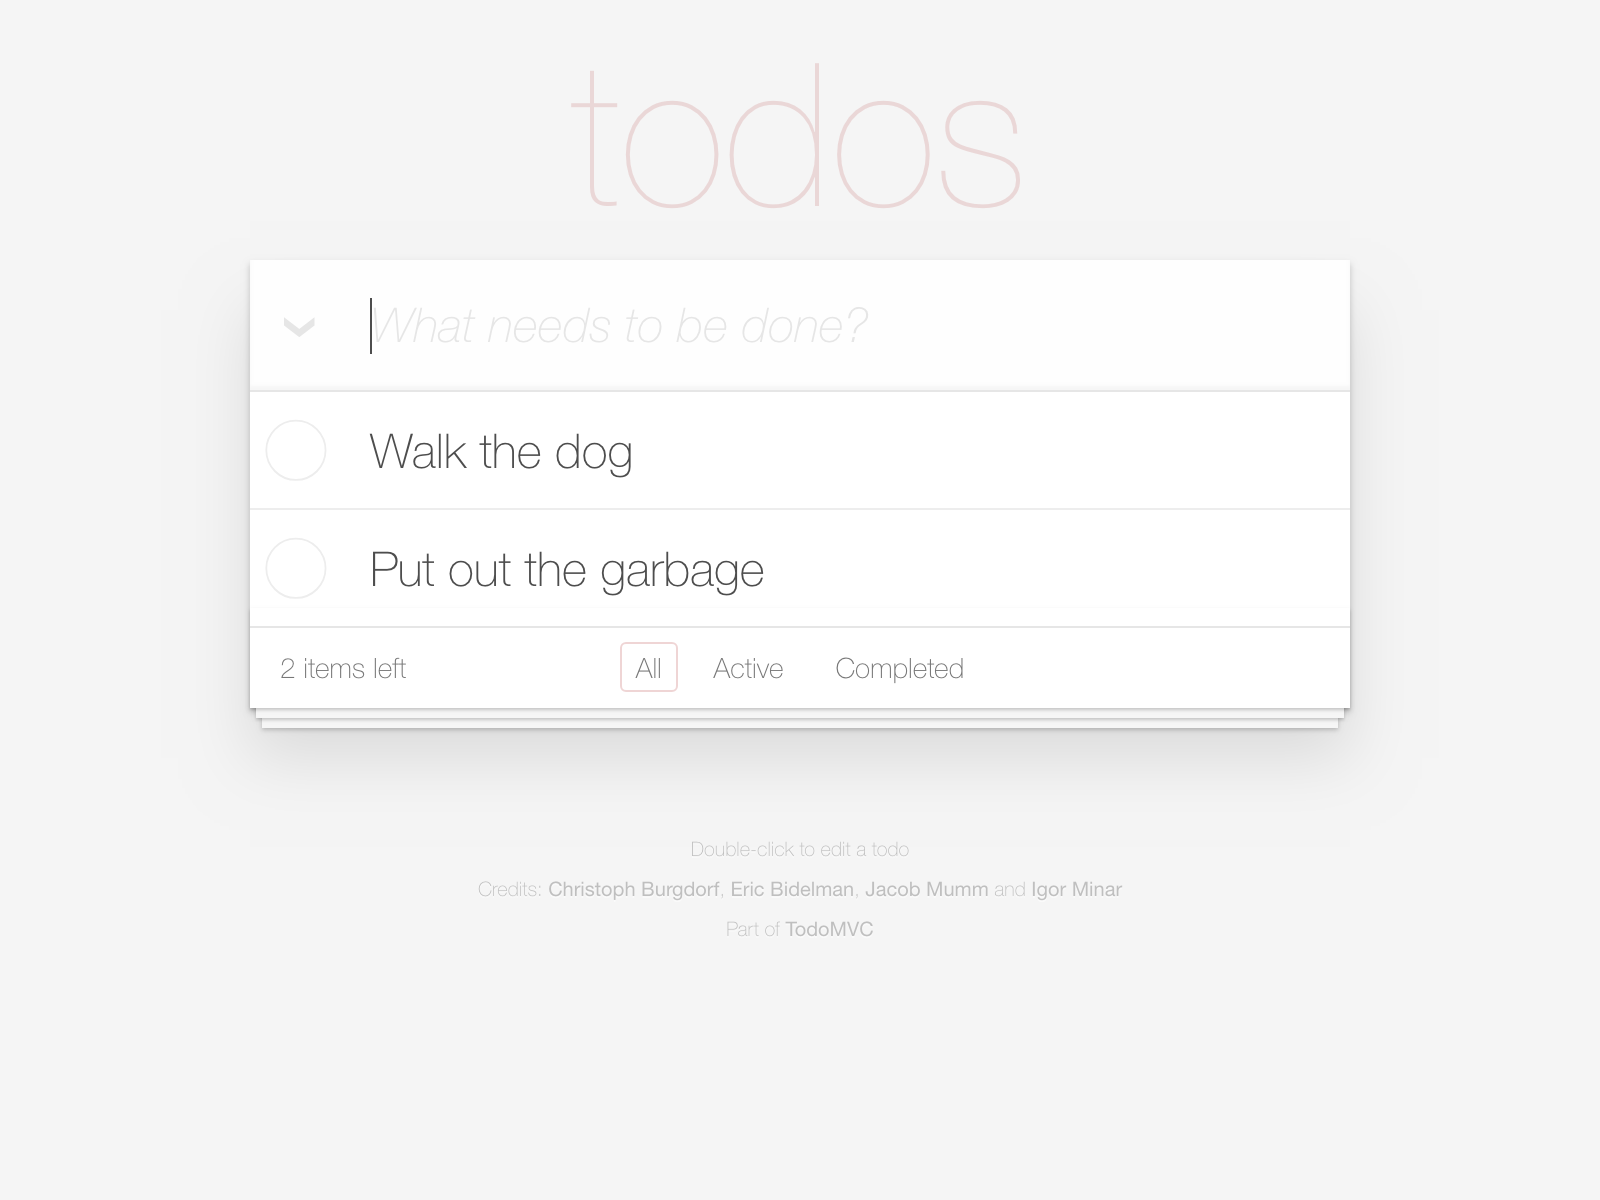 todos
What needs to be done?
Walk the dog
Put out the garbage
2 items left All Active Completed
Double-click to edit a todo
Credits: Christoph Burgdorf, Eric Bidelman, Jacob Mumm and Igor Minar
Part of TodoMVC